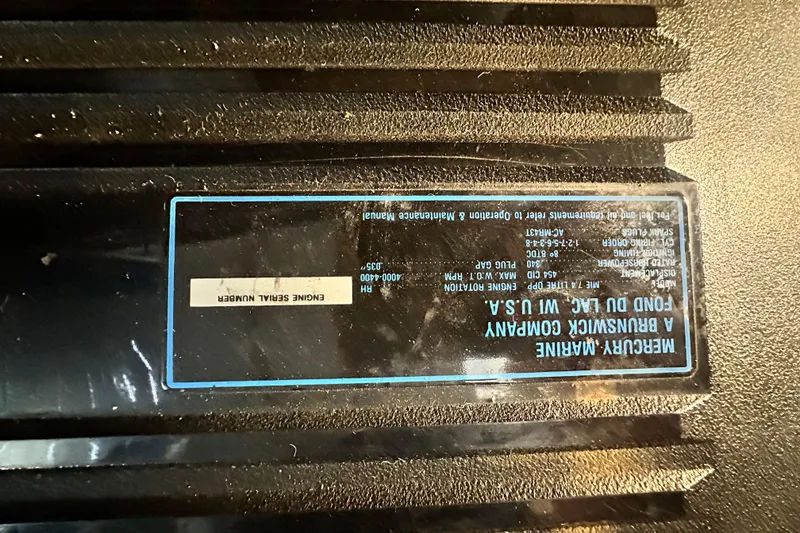 MERCURY MARINE
A BRUNSWICK COMPANY
FOND DU LAC, WI U.S.A.
MODEL MIE 7.4 LITRE OPP ENGINE ROTATION RH
DISPLACEMENT 454 CID MAX. W.O.T. RPM 4000-4400
RATED HORSEPOWER 340 PLUG GAP .035"
IGNITION TIMING 8° BTDC
CYL. FIRING ORDER 1-2-7-5-6-3-4-8
SPARK PLUGS AC-MR43T
For fuel and oil requirements refer to Operation & Maintenance Manual
ENGINE SERIAL NUMBER